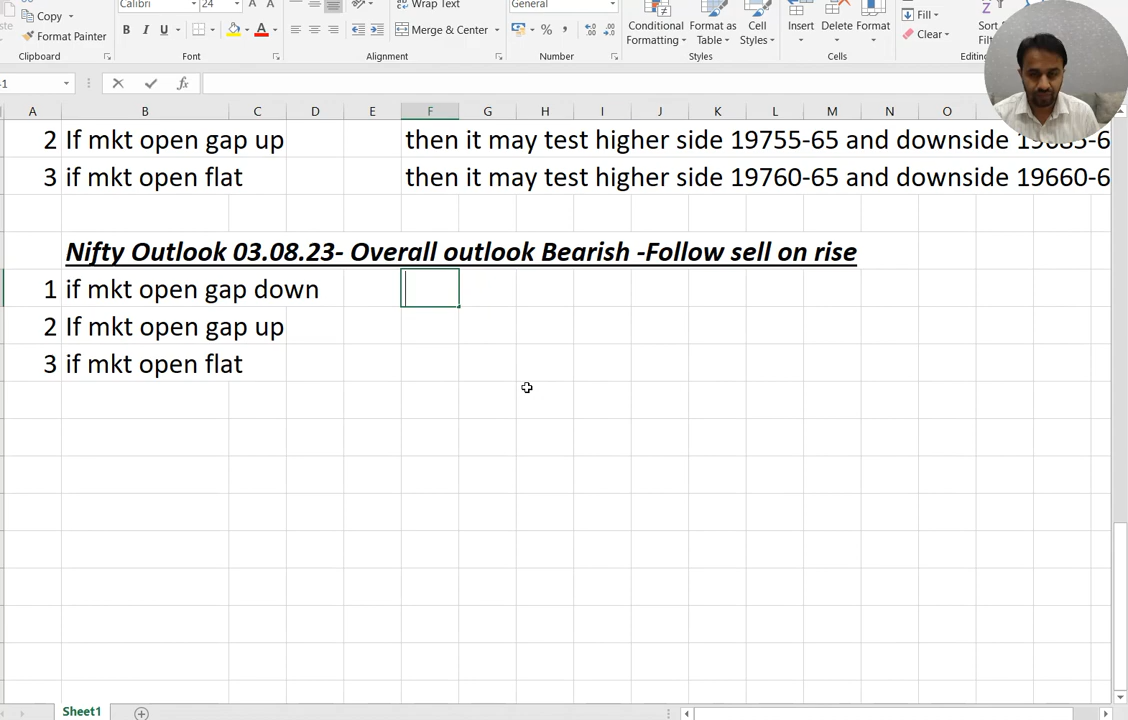 Calibri 24 Wrap Text General
Copy Merge & Center Conditional Format as Cell Insert Delete Format Fill
Format Painter Formatting Table Styles Clear
Clipboard Font Alignment Number Styles Cells
fx
A B C D E F G H I J K L M N O
2 If mkt open gap up then it may test higher side 19755-65 and downside
3 if mkt open flat then it may test higher side 19760-65 and downside 19660-6
Nifty Outlook 03.08.23- Overall outlook Bearish -Follow sell on rise
1 if mkt open gap down
2 If mkt open gap up
3 if mkt open flat
Sheet1